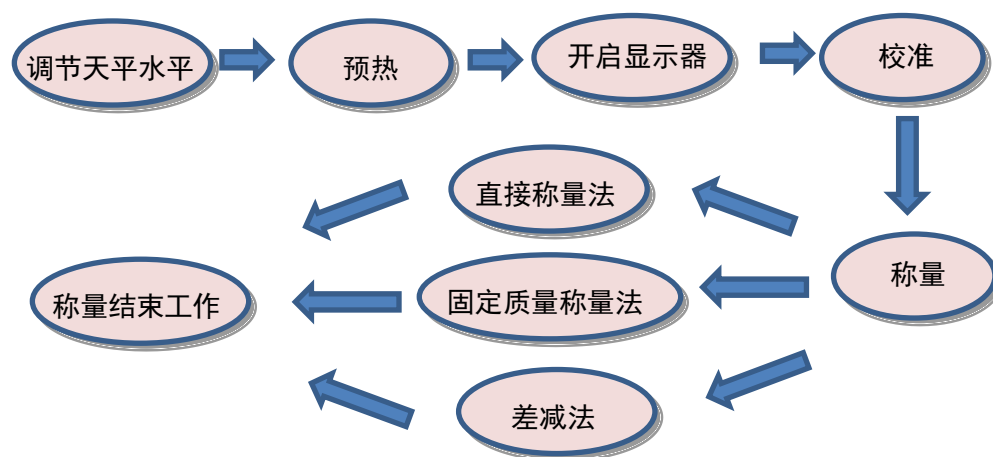 调节天平水平
预热
开启显示器
校准
称量
直接称量法
固定质量称量法
差减法
称量结束工作